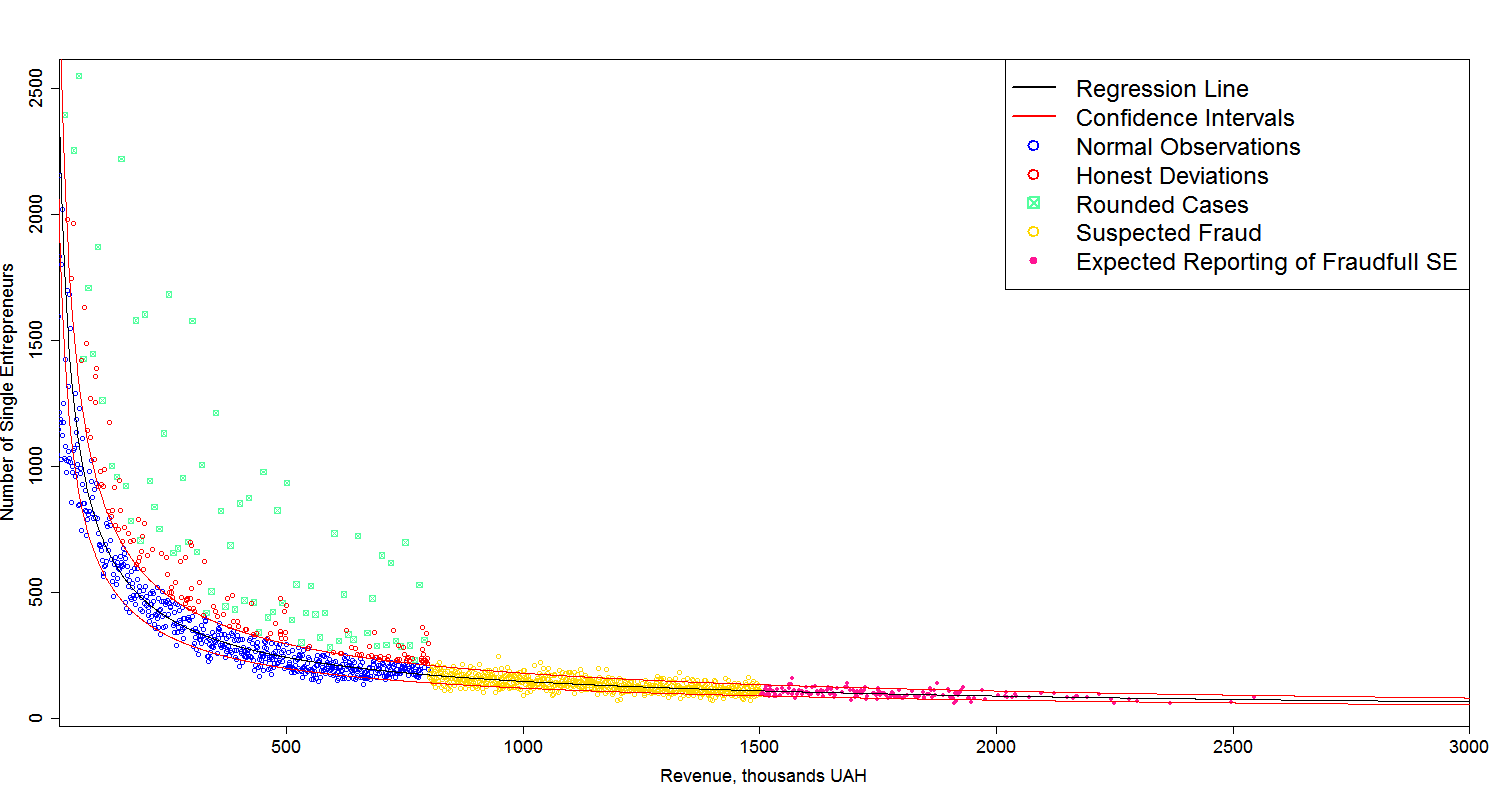 Regression Line
Confidence Intervals
Normal Observations
Honest Deviations
Rounded Cases
Suspected Fraud
Expected Reporting of Fraudfull SE
Number of Single Entrepreneurs
2500
2000
1500
1000
500
0
500 1000 1500 2000 2500 3000
Revenue, thousands UAH